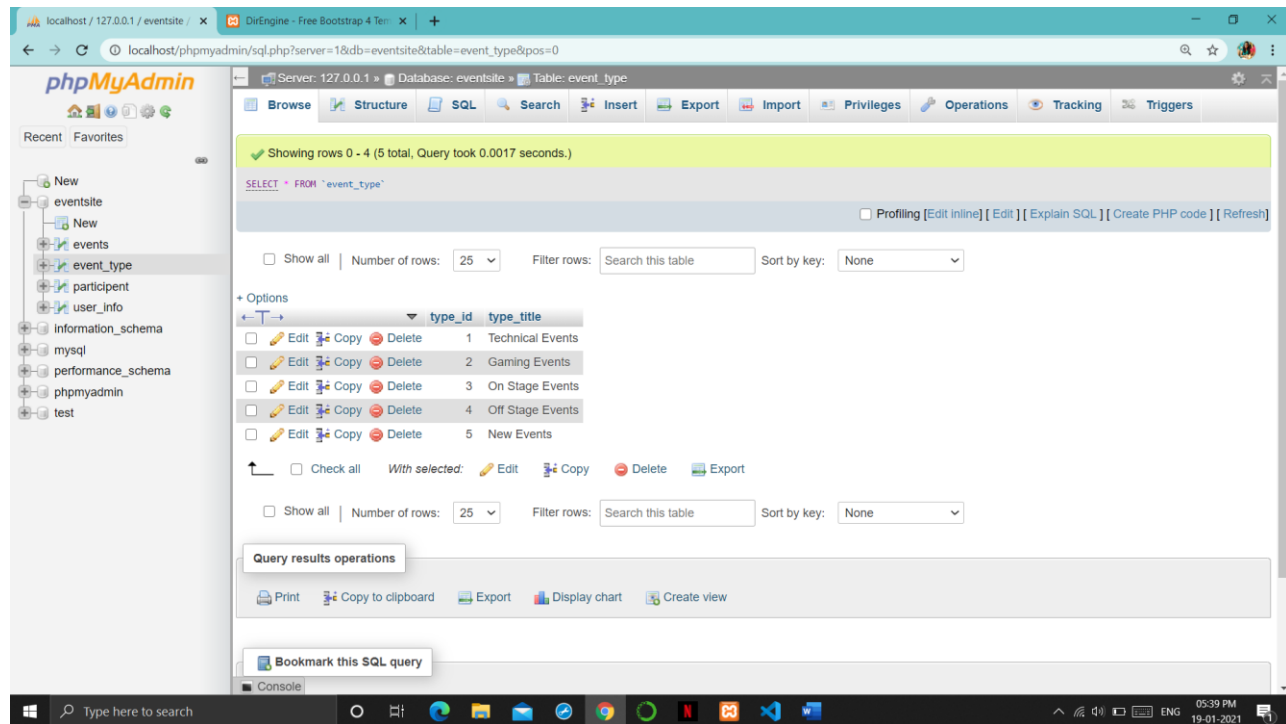 localhost / 127.0.0.1 / eventsite /
DirEngine - Free Bootstrap 4 Tem
localhost/phpmyadmin/sql.php?server=1&db=eventsite&table=event_type&pos=0
phpMyAdmin
Recent Favorites
New
eventsite
New
events
event_type
participent
user_info
information_schema
mysql
performance_schema
phpmyadmin
test
Server: 127.0.0.1 » Database: eventsite » Table: event_type
Browse Structure SQL Search Insert Export Import Privileges Operations Tracking Triggers
Showing rows 0 - 4 (5 total, Query took 0.0017 seconds.)
SELECT * FROM `event_type`
Profiling [Edit inline] [ Edit ] [ Explain SQL ] [ Create PHP code ] [ Refresh]
Show all | Number of rows: 25 Filter rows: Search this table Sort by key: None
+ Options
←T→ type_id type_title
Edit Copy Delete 1 Technical Events
Edit Copy Delete 2 Gaming Events
Edit Copy Delete 3 On Stage Events
Edit Copy Delete 4 Off Stage Events
Edit Copy Delete 5 New Events
Check all With selected: Edit Copy Delete Export
Show all | Number of rows: 25 Filter rows: Search this table Sort by key: None
Query results operations
Print Copy to clipboard Export Display chart Create view
Bookmark this SQL query
Console
Type here to search
ENG
05:39 PM
19-01-2021